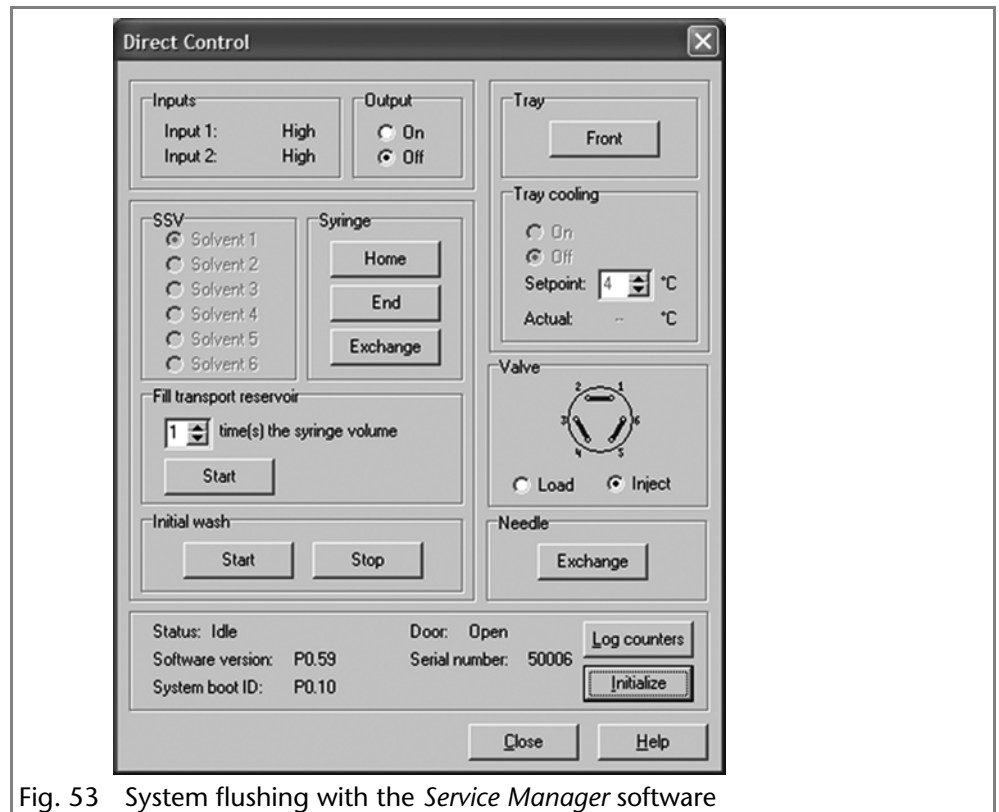 Direct Control
Inputs
Input 1: High
Input 2: High
Output
On
Off
Tray
Front
Tray cooling
On
Off
Setpoint: 4 °C
Actual: -- °C
SSV
Solvent 1
Solvent 2
Solvent 3
Solvent 4
Solvent 5
Solvent 6
Syringe
Home
End
Exchange
Fill transport reservoir
1 time(s) the syringe volume
Start
Valve
2 1
3 6
4 5
Load Inject
Initial wash
Start Stop
Needle
Exchange
Status: Idle Door: Open
Software version: P0.59 Serial number: 50006
System boot ID: P0.10
Log counters
Initialize
Close Help
Fig. 53 System flushing with the Service Manager software